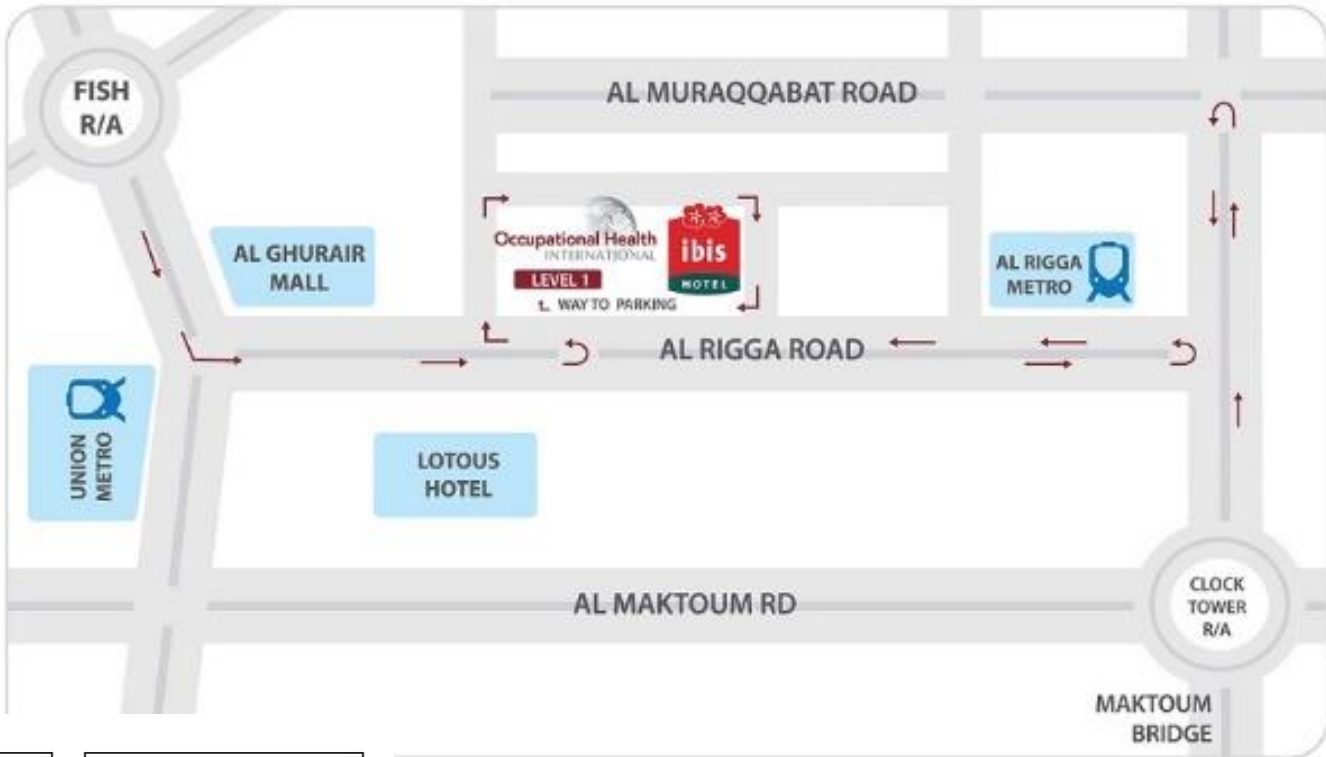 FISH
R/A
AL MURAQQABAT ROAD
AL GHURAIR
MALL
Occupational Health
INTERNATIONAL
LEVEL 1
WAY TO PARKING
ibis
HOTEL
AL RIGGA
METRO
AL RIGGA ROAD
UNION
METRO
LOTOUS
HOTEL
AL MAKTOUM RD
CLOCK
TOWER
R/A
MAKTOUM
BRIDGE